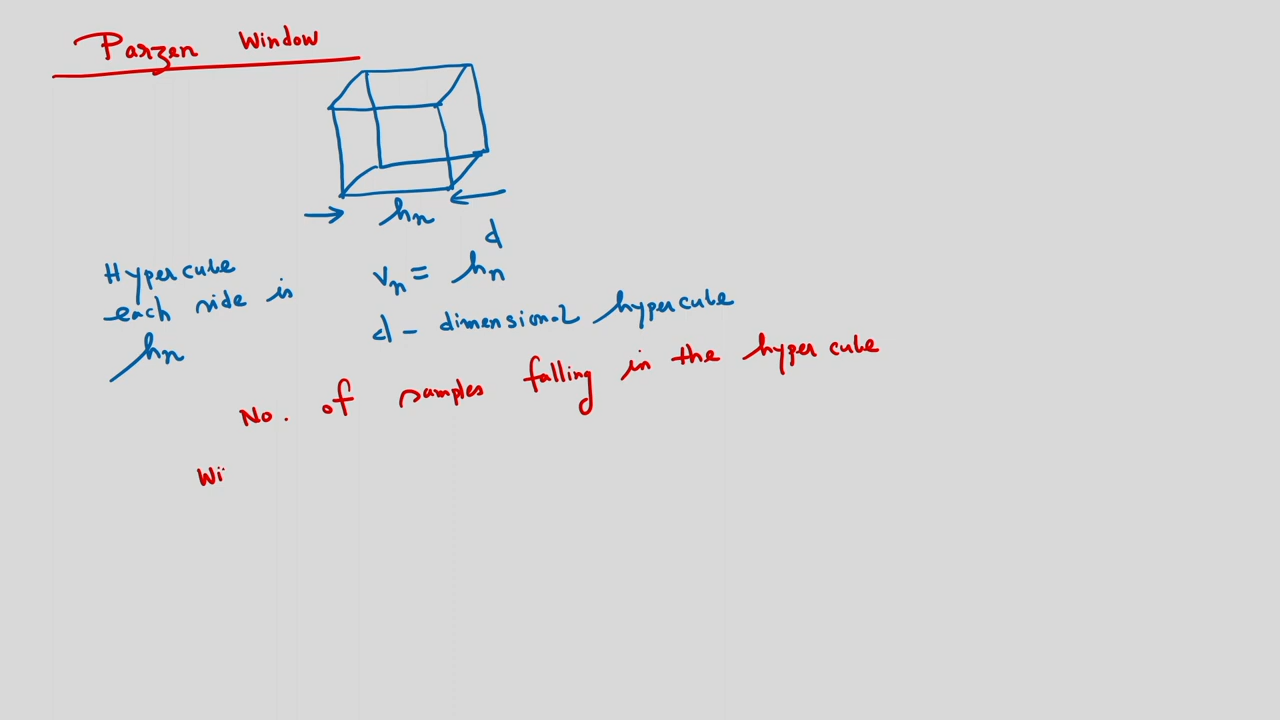 Parzen Window
hn
Vn = hn^d
Hypercube
each side is
hn
d - dimensional hypercube
No. of samples falling in the hyper cube
Wi